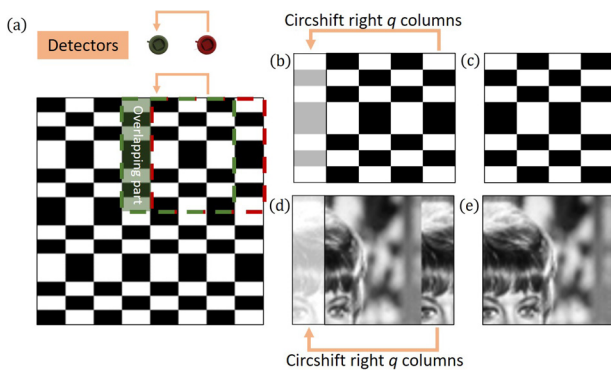 (a)
Detectors
Overlapping part
Circshift right q columns
(b)
(c)
(d)
(e)
Circshift right q columns